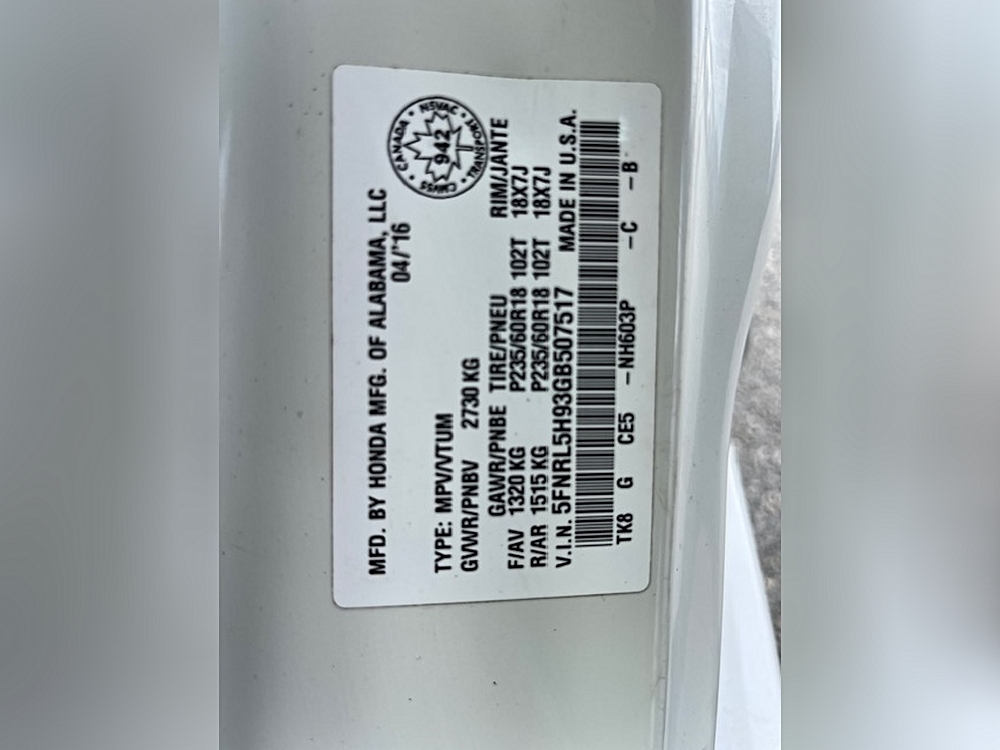 MFD. BY HONDA MFG. OF ALABAMA, LLC
04/'16
CANADA • NSVAC • TRANSPORT • CMVSS •
942
TYPE: MPV/VTUM
GVWR/PNBV 2730 KG
GAWR/PNBE TIRE/PNEU RIM/JANTE
F/AV 1320 KG P235/60R18 102T 18X7J
R/AR 1515 KG P235/60R18 102T 18X7J
V.I.N. 5FNRL5H93GB507517 MADE IN U.S.A.
TK8 G CE5 –NH603P –C –B